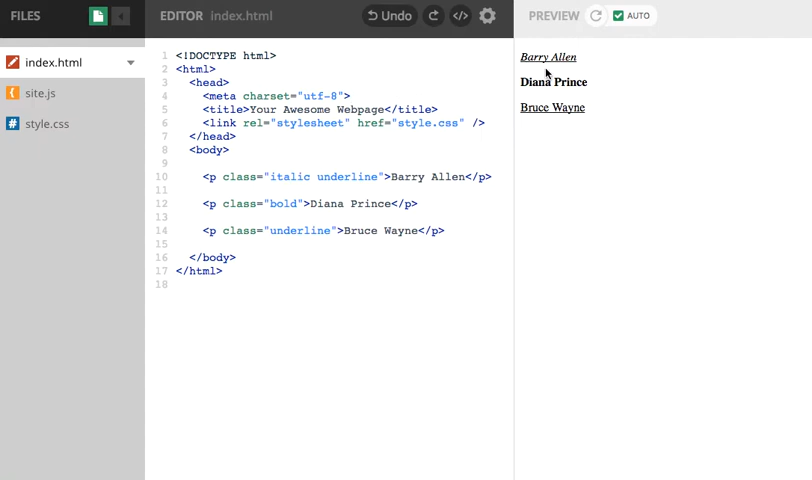 FILES
index.html
site.js
style.css
EDITOR index.html
Undo
</>
1 <!DOCTYPE html>
2 <html>
3 <head>
4 <meta charset="utf-8">
5 <title>Your Awesome Webpage</title>
6 <link rel="stylesheet" href="style.css" />
7 </head>
8 <body>
9
10 <p class="italic underline">Barry Allen</p>
11
12 <p class="bold">Diana Prince</p>
13
14 <p class="underline">Bruce Wayne</p>
15
16 </body>
17 </html>
18
PREVIEW
AUTO
Barry Allen
Diana Prince
Bruce Wayne